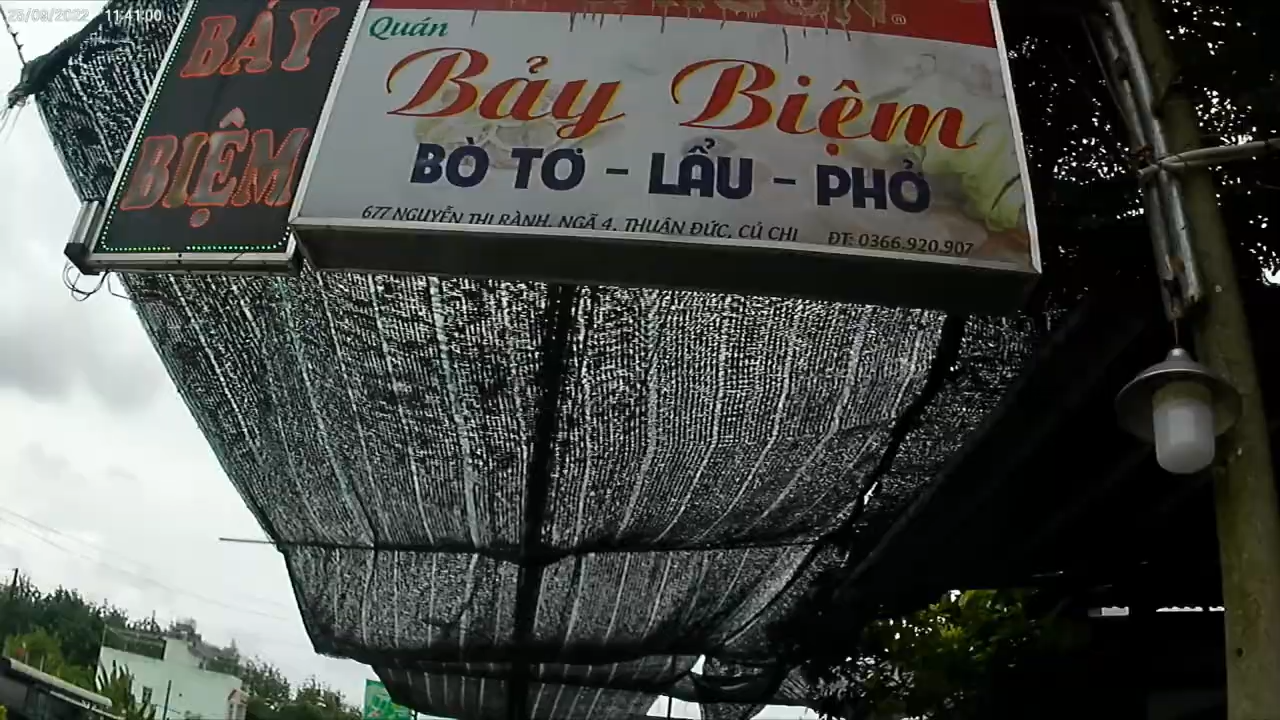 25/09/2022 11:41:00
BẢY
BIỆM
Quán
Bảy Biệm
BÒ TƠ - LẨU - PHỞ
677 NGUYỄN THỊ RÀNH, NGÃ 4, THUẬN ĐỨC, CỦ CHI ĐT: 0366.920.907